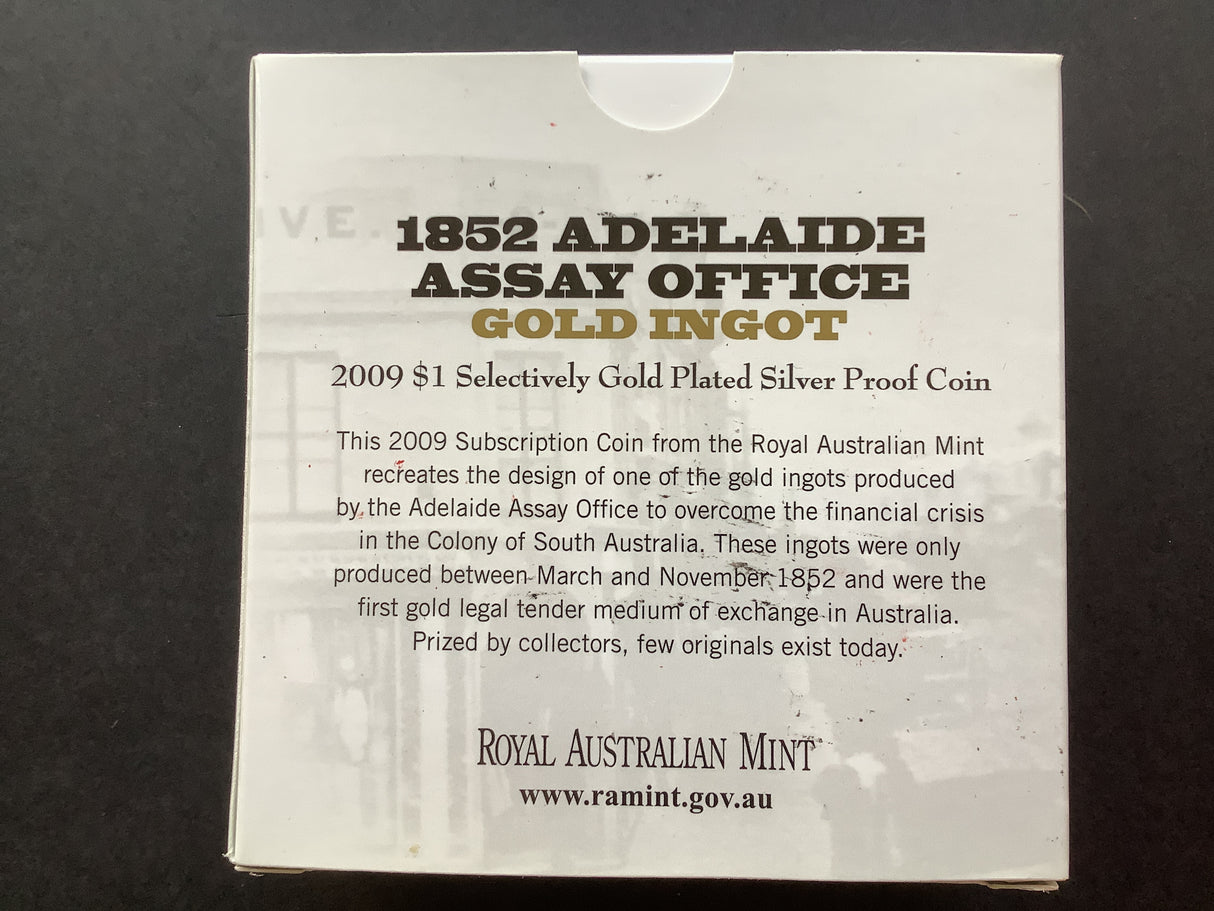 IVE.
1852 ADELAIDE
ASSAY OFFICE
GOLD INGOT
2009 $1 Selectively Gold Plated Silver Proof Coin
This 2009 Subscription Coin from the Royal Australian Mint
recreates the design of one of the gold ingots produced
by the Adelaide Assay Office to overcome the financial crisis
in the Colony of South Australia. These ingots were only
produced between March and November 1852 and were the
first gold legal tender medium of exchange in Australia.
Prized by collectors, few originals exist today.
ROYAL AUSTRALIAN MINT
www.ramint.gov.au